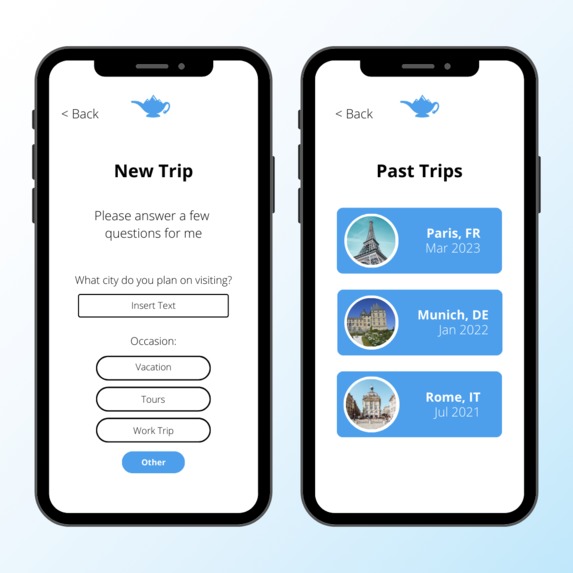 < Back
New Trip
Please answer a few
questions for me
What city do you plan on visiting?
Insert Text
Occasion:
Vacation
Tours
Work Trip
Other
< Back
Past Trips
Paris, FR
Mar 2023
Munich, DE
Jan 2022
Rome, IT
Jul 2021